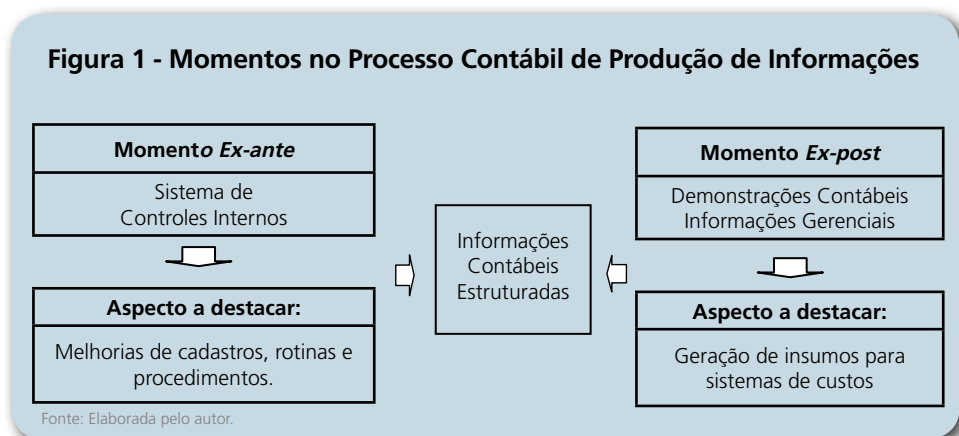 Figura 1 - Momentos no Processo Contábil de Produção de Informações
Momento Ex-ante
Sistema de
Controles Internos
Aspecto a destacar:
Melhorias de cadastros, rotinas e
procedimentos.
Informações
Contábeis
Estruturadas
Momento Ex-post
Demonstrações Contábeis
Informações Gerenciais
Aspecto a destacar:
Geração de insumos para
sistemas de custos
Fonte: Elaborada pelo autor.